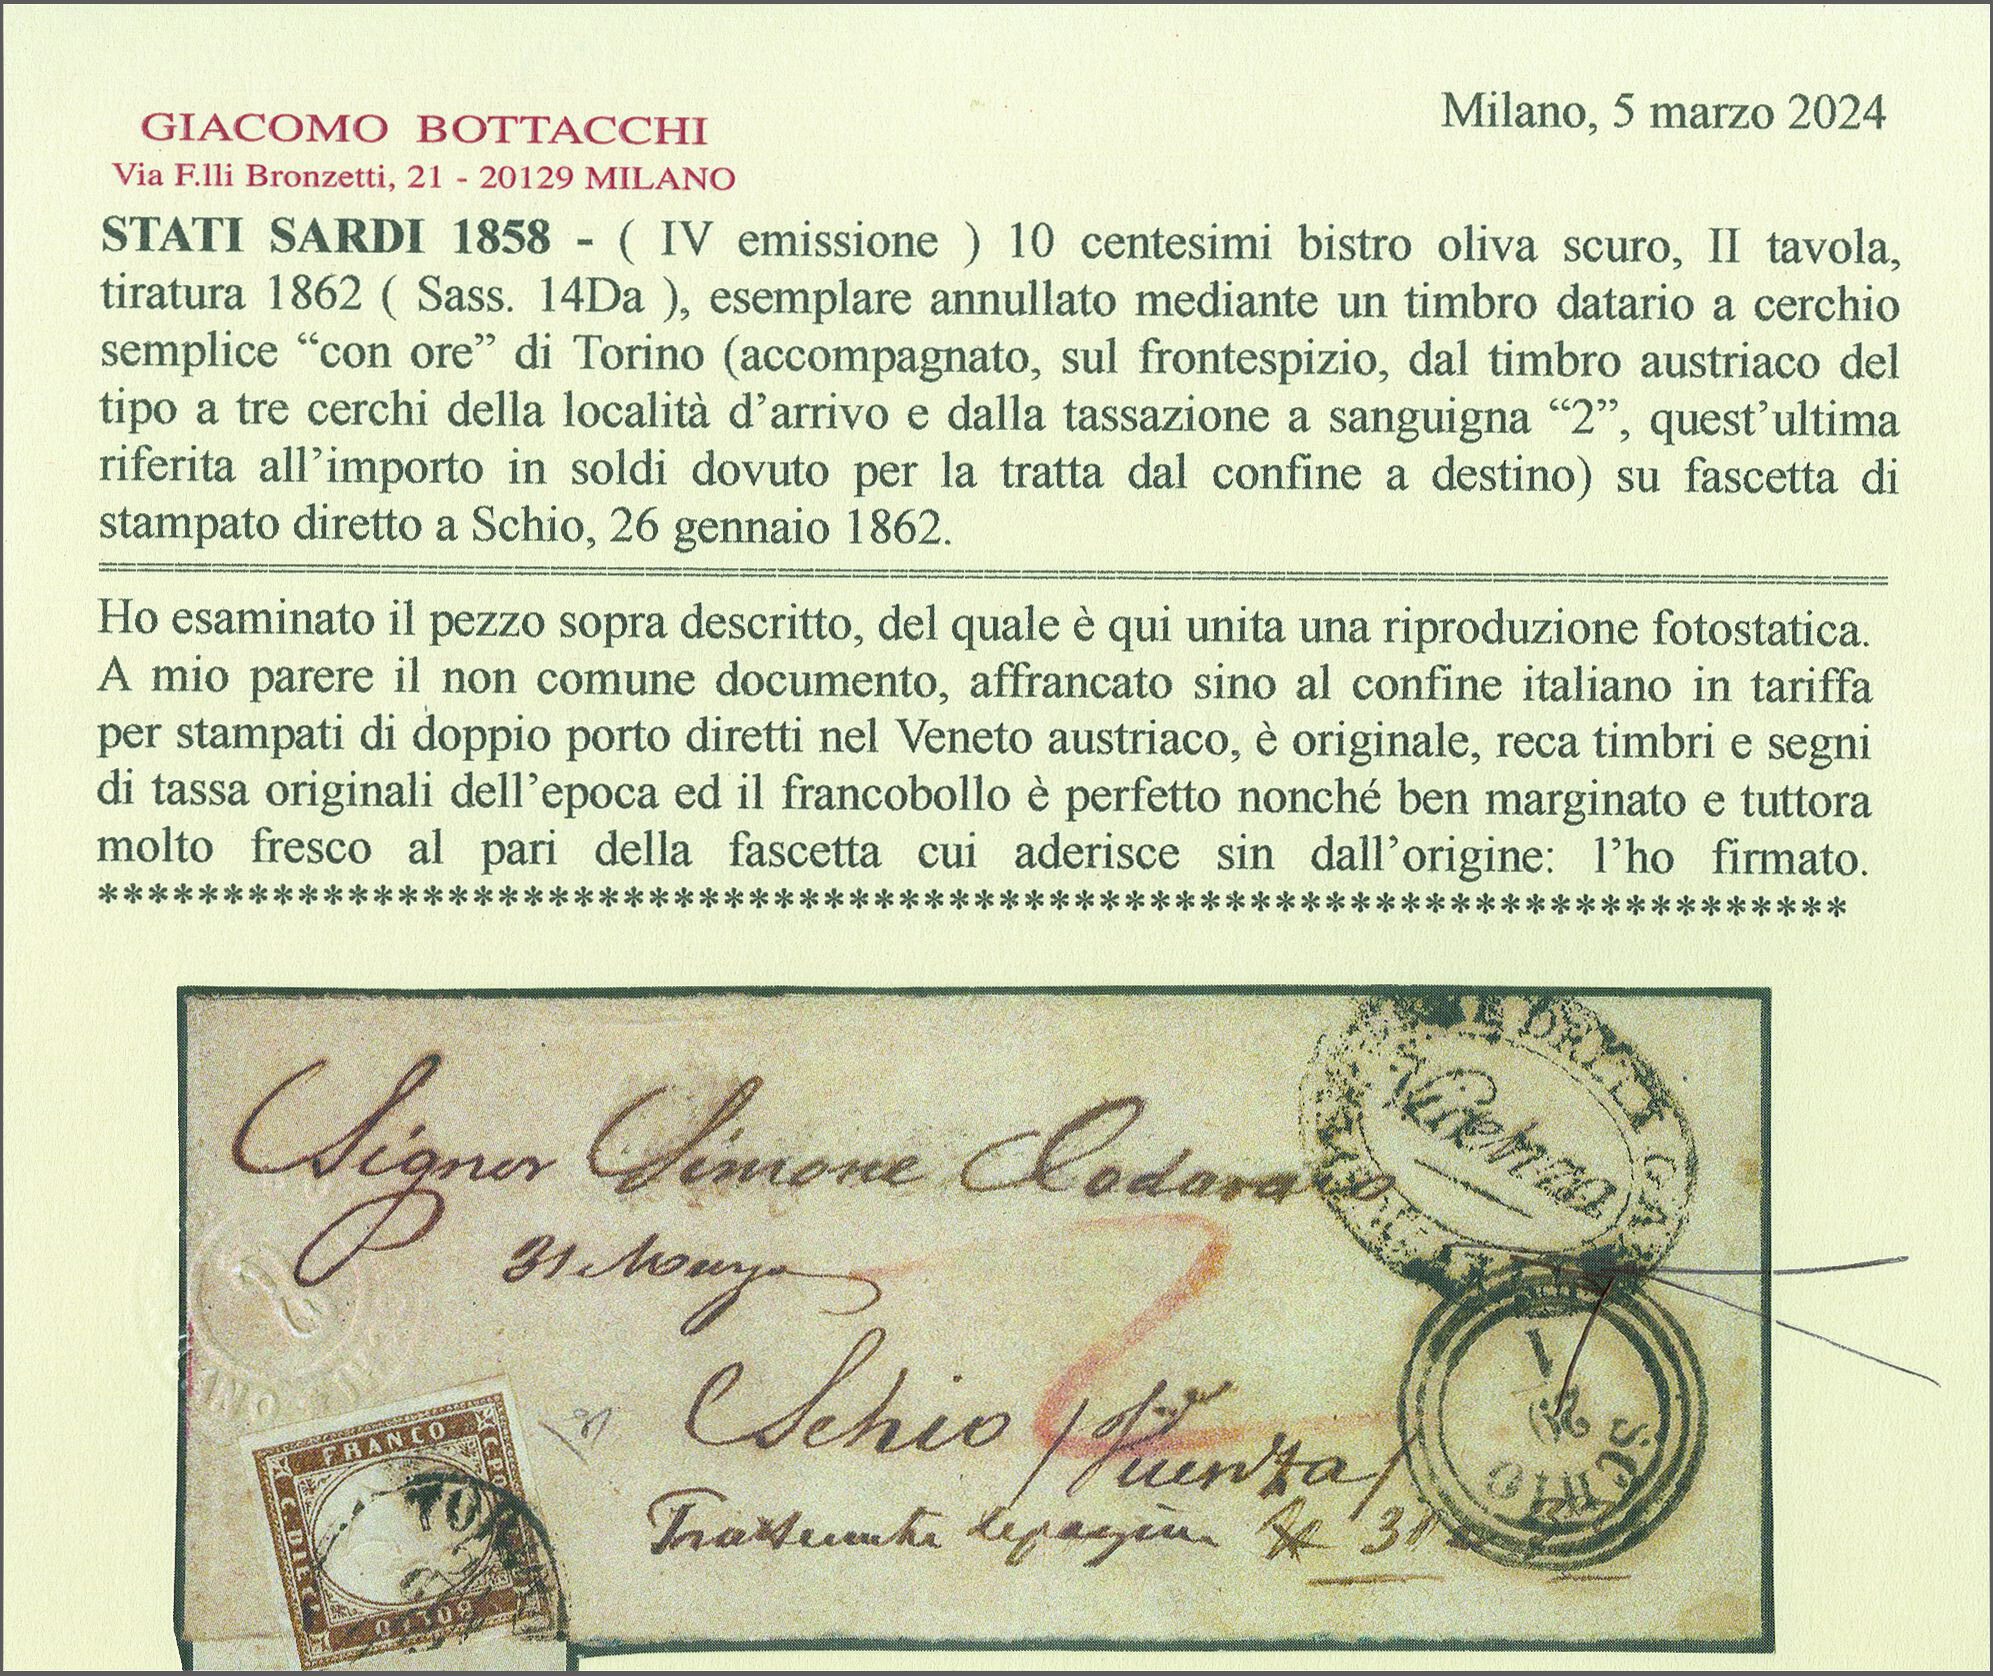 Milano, 5 marzo 2024
GIACOMO BOTTACCHI
Via F.lli Bronzetti, 21 - 20129 MILANO
STATI SARDI 1858 - ( IV emissione ) 10 centesimi bistro oliva scuro, II tavola,
tiratura 1862 ( Sass. 14Da ), esemplare annullato mediante un timbro datario a cerchio
semplice “con ore” di Torino (accompagnato, sul frontespizio, dal timbro austriaco del
tipo a tre cerchi della località d’arrivo e dalla tassazione a sanguigna “2”, quest’ultima
riferita all’importo in soldi dovuto per la tratta dal confine a destino) su fascetta di
stampato diretto a Schio, 26 gennaio 1862.
Ho esaminato il pezzo sopra descritto, del quale è qui unita una riproduzione fotostatica.
A mio parere il non comune documento, affrancato sino al confine italiano in tariffa
per stampati di doppio porto diretti nel Veneto austriaco, è originale, reca timbri e segni
di tassa originali dell’epoca ed il francobollo è perfetto nonché ben marginato e tuttora
molto fresco al pari della fascetta cui aderisce sin dall’origine: l’ho firmato.
***********************************************************************
Signor Simone
31
2
Schio
FRANCO
BOLLO
TO
SCHIO